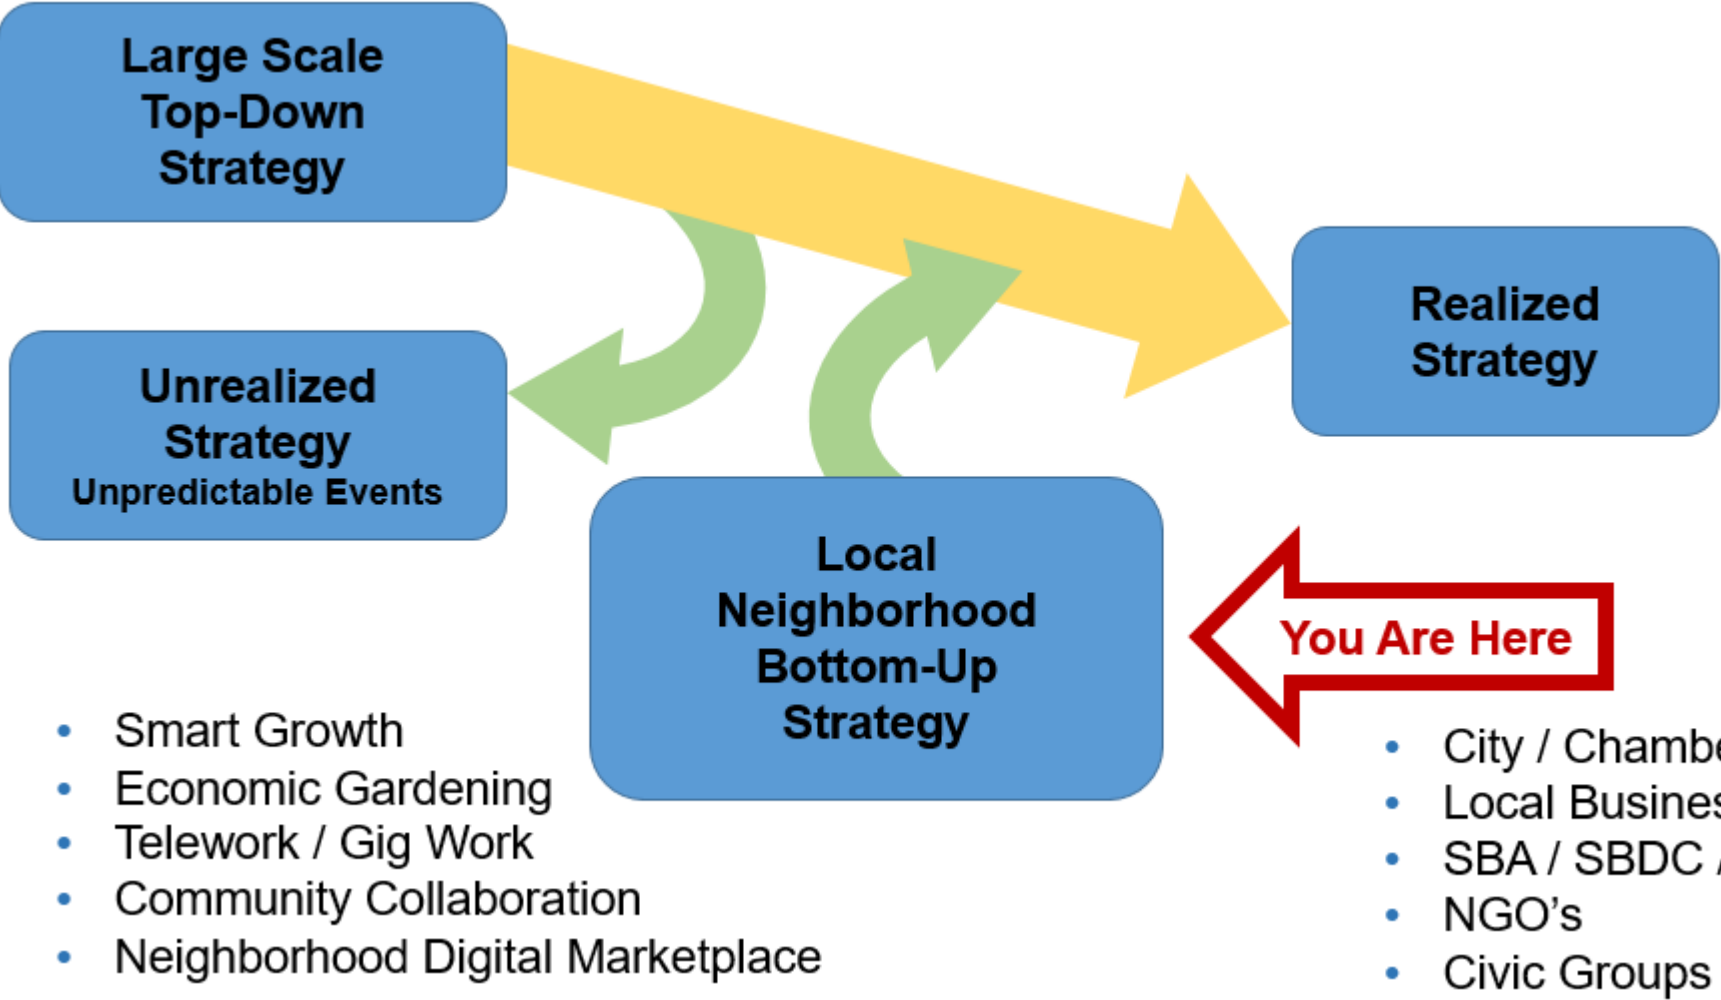 Large Scale
Top-Down
Strategy
Realized
Strategy
Unrealized
Strategy
Unpredictable Events
Local
Neighborhood
Bottom-Up
Strategy
You Are Here
• Smart Growth
• Economic Gardening
• Telework / Gig Work
• Community Collaboration
• Neighborhood Digital Marketplace
• City /
• Local
• SBA / SBDC /
• NGO’s
• Civic Groups